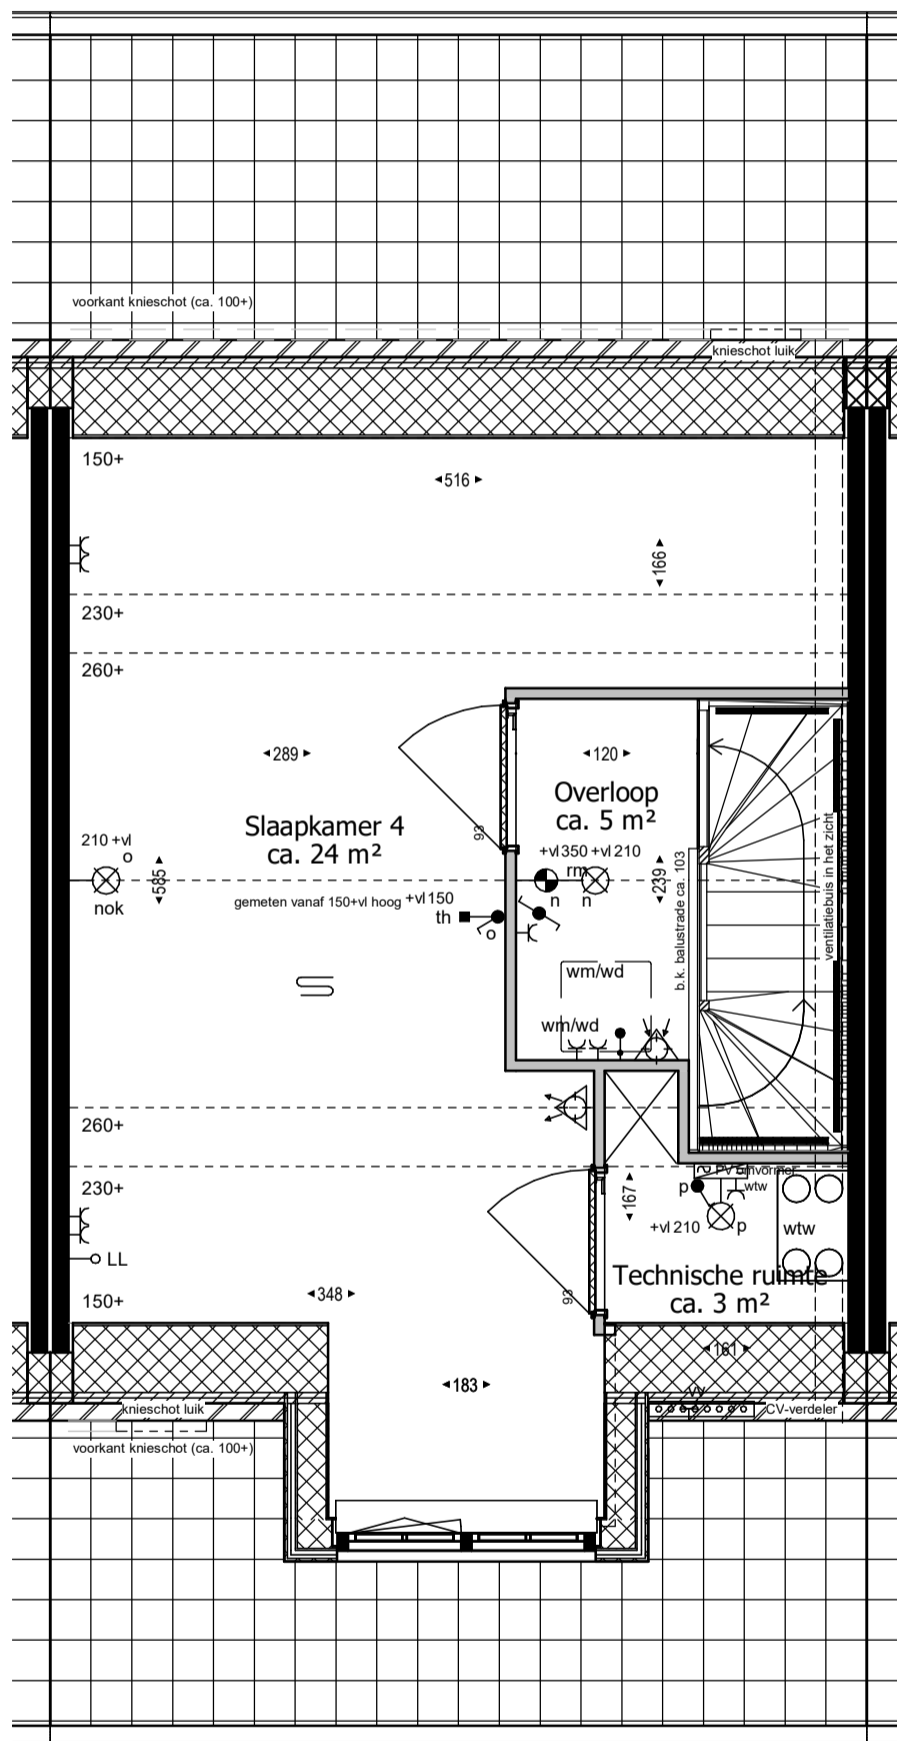 voorkant knieschot (ca. 100+)
knieschot luik
150+
516
166
230+
260+
289
120
Overloop
ca. 5 m²
93
Slaapkamer 4
ca. 24 m²
210 +vl
o
nok
585
gemeten vanaf 150+vl hoog
+vl 150
th
o
+vl 350
+vl 210
rm
n
n
239
b.k. balustrade ca. 103
ventilatiebuis in het zicht
wm/wd
wm/wd
260+
230+
LL
150+
167
PV omvormer
wtw
p
+vl 210
p
wtw
Technische ruimte
ca. 3 m²
93
348
183
161
vv
CV-verdeler
knieschot luik
voorkant knieschot (ca. 100+)